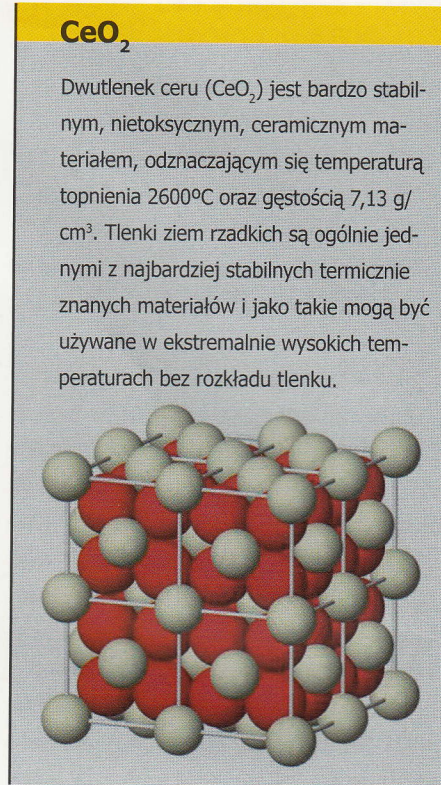 CeO₂
Dwutlenek ceru (CeO₂) jest bardzo stabil-
nym, nietoksycznym, ceramicznym ma-
teriałem, odznaczającym się temperaturą
topnienia 2600ºC oraz gęstością 7,13 g/
cm³. Tlenki ziem rzadkich są ogólnie jed-
nymi z najbardziej stabilnych termicznie
znanych materiałów i jako takie mogą być
używane w ekstremalnie wysokich tem-
peraturach bez rozkładu tlenku.